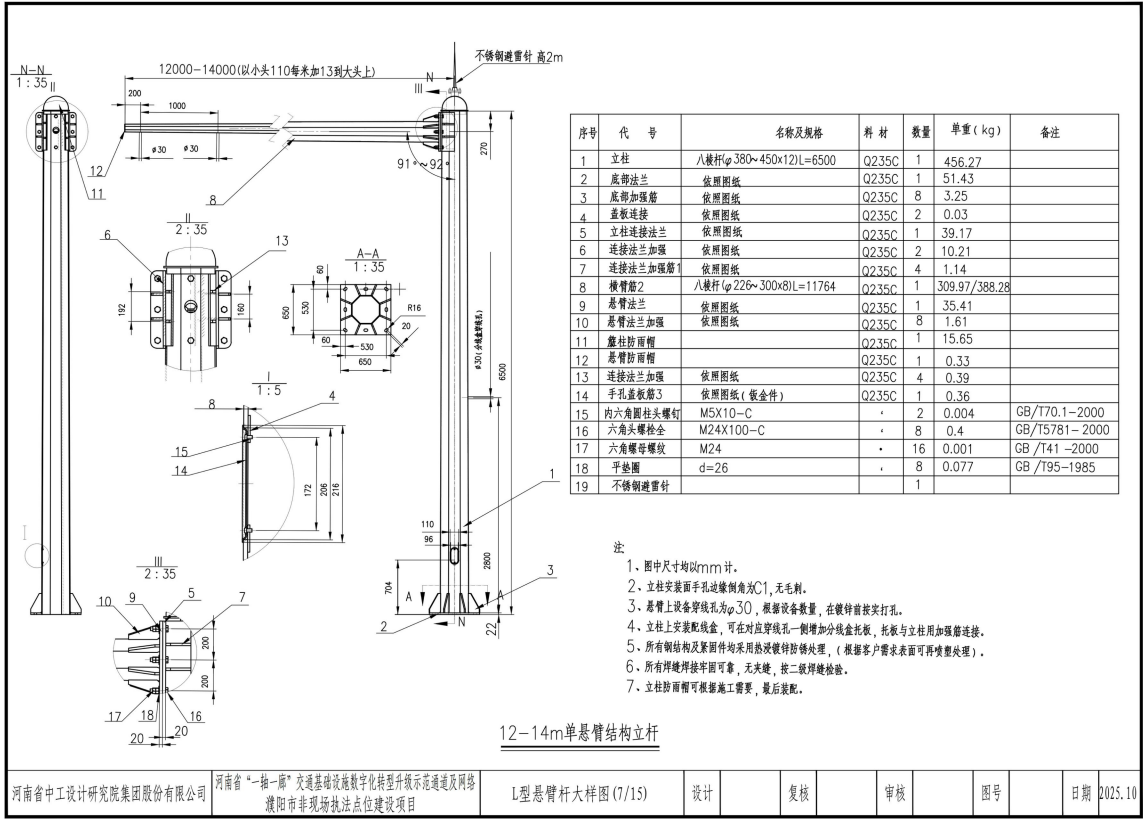 N-N
1:35
II
12000-14000(以小头110每米加13到大头上)
200
1000
ø30
ø30
12
8
11
不锈钢避雷针 高2m
N
III
91°~92°
270
ø30(分线盒穿线孔)
6500
2800
110
96
704
A
A
N
22
1
2
3
II
2:35
6
13
192
160
A-A
1:35
60
650
530
60
530
650
R16
20
I
1:5
8
4
15
14
172
206
216
I
III
2:35
10
9
5
7
200
200
17
18
16
20
20
序号 代 号 名称及规格 料 材 数量 单重(kg) 备注
1 立柱 八棱杆(φ380~450x12)L=6500 Q235C 1 456.27
2 底部法兰 依照图纸 Q235C 1 51.43
3 底部加强筋 依照图纸 Q235C 8 3.25
4 盖板连接 依照图纸 Q235C 2 0.03
5 立柱连接法兰 依照图纸 Q235C 1 39.17
6 连接法兰加强 依照图纸 Q235C 2 10.21
7 连接法兰加强筋1 依照图纸 Q235C 4 1.14
8 横臂筋2 八棱杆(φ226~300x8)L=11764 Q235C 1 309.97/388.28
9 悬臂法兰 依照图纸 Q235C 1 35.41
10 悬臂法兰加强 依照图纸 Q235C 8 1.61
11 柱防雨帽 Q235C 1 15.65
12 悬臂防雨帽 Q235C 1 0.33
13 连接法兰加强 依照图纸 Q235C 4 0.39
14 手孔盖板筋3 依照图纸(钣金件) Q235C 1 0.36
15 内六角圆柱头螺钉 M5X10-C 2 0.004 GB/T70.1-2000
16 六角头螺栓全 M24X100-C 8 0.4 GB/T5781-2000
17 六角螺母螺纹 M24 16 0.001 GB /T41 -2000
18 平垫圈 d=26 8 0.077 GB /T95-1985
19 不锈钢避雷针 1
注:
1、图中尺寸均以mm计。
2、立柱安装面手孔边缘倒角为C1,无毛刺。
3、悬臂上设备穿线孔为φ30,根据设备数量,在镀锌前按实打孔。
4、立柱上安装配线盒,可在对应穿线孔一侧增加分线盒托板,托板与立柱用加强筋连接。
5、所有钢结构及紧固件均采用热浸镀锌防锈处理,(根据客户需求表面可再喷塑处理)。
6、所有焊缝焊接牢固可靠,无夹缝,按二级焊缝检验。
7、立柱防雨帽可根据施工需要,最后装配。
12-14m单悬臂结构立杆
河南省中工设计研究院集团股份有限公司
河南省“一轴一廊”交通基础设施数字化转型升级示范通道及网络
濮阳市非现场执法点位建设项目
L型悬臂杆大样图(7/15)
设计
复核
审核
图号
日期
2025.10